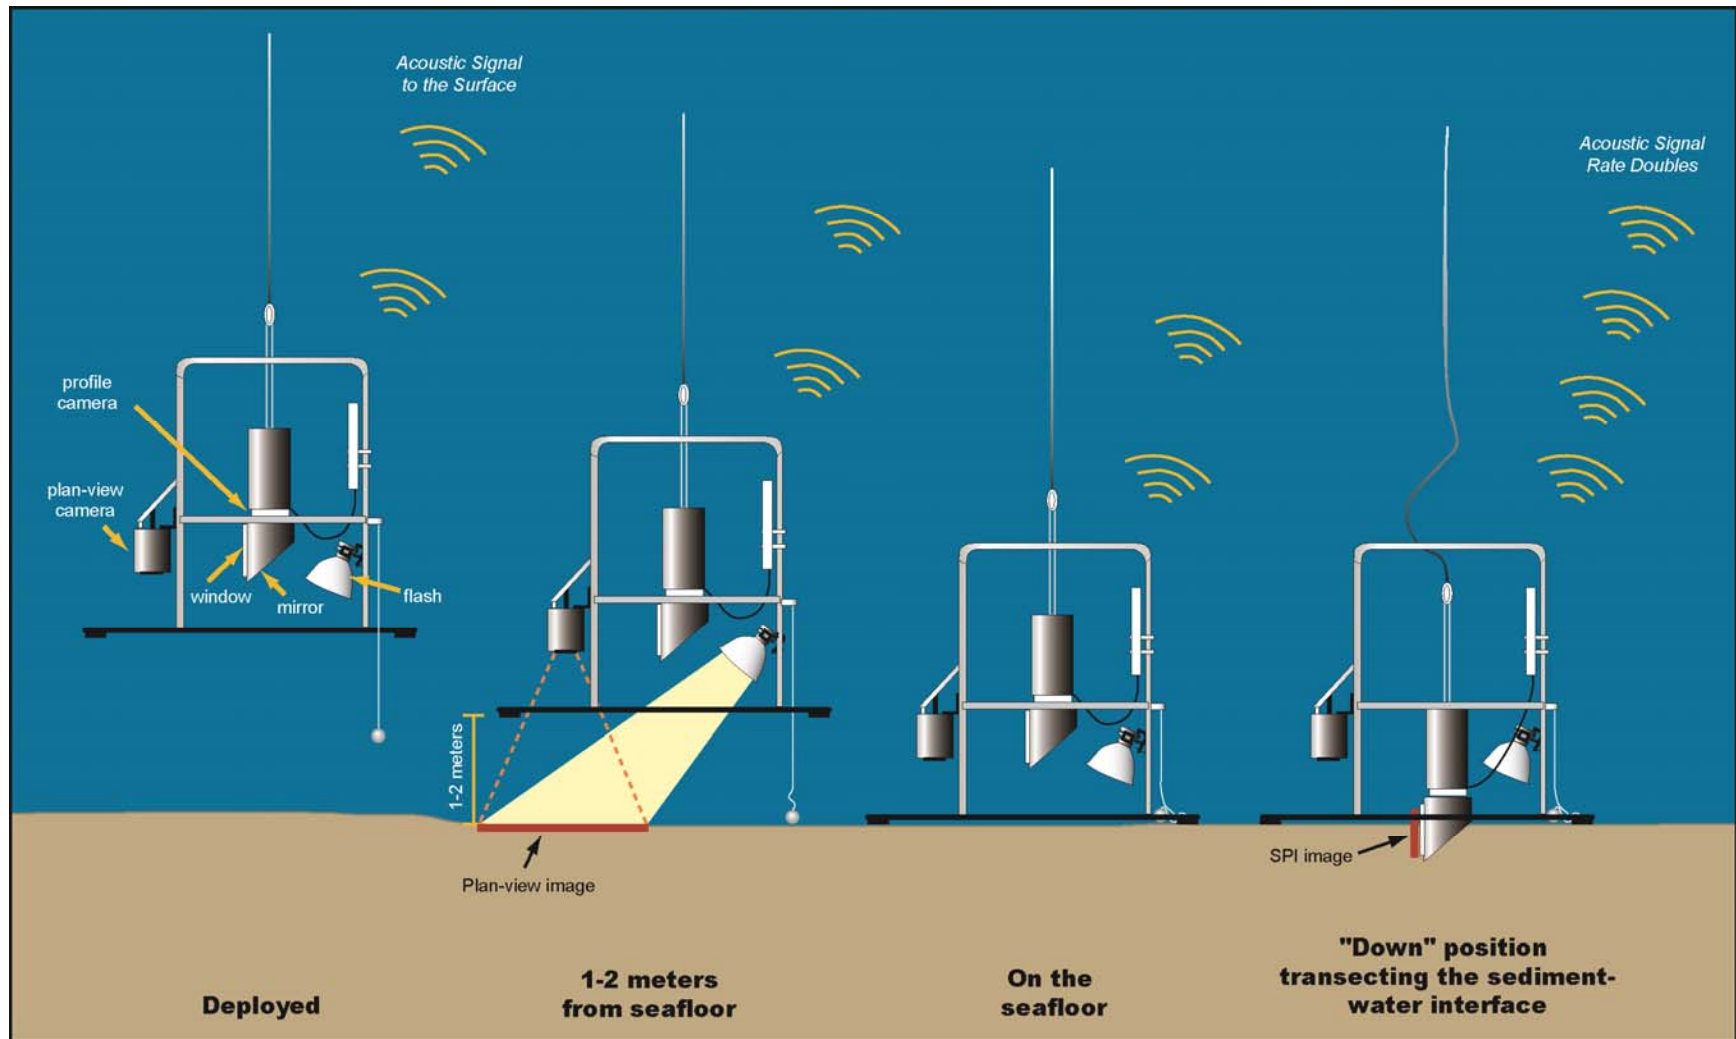 Acoustic Signal
to the Surface
Acoustic Signal
Rate Doubles
profile
camera
plan-view
camera
window
mirror
flash
1-2 meters
Plan-view image
SPI image
Deployed
1-2 meters
from seafloor
On the
seafloor
"Down" position
transecting the sediment-
water interface